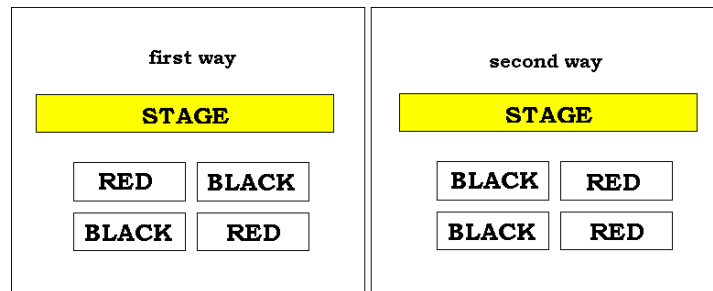 first way
STAGE
RED BLACK
BLACK RED
second way
STAGE
BLACK RED
BLACK RED